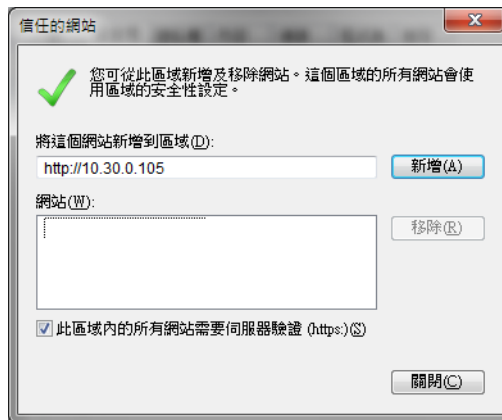 信任的網站
您可從此區域新增及移除網站。這個區域的所有網站會使
用區域的安全性設定。
將這個網站新增到區域(D):
http://10.30.0.105
新增(A)
網站(W):
移除(R)
此區域內的所有網站需要伺服器驗證 (https:)(S)
關閉(C)